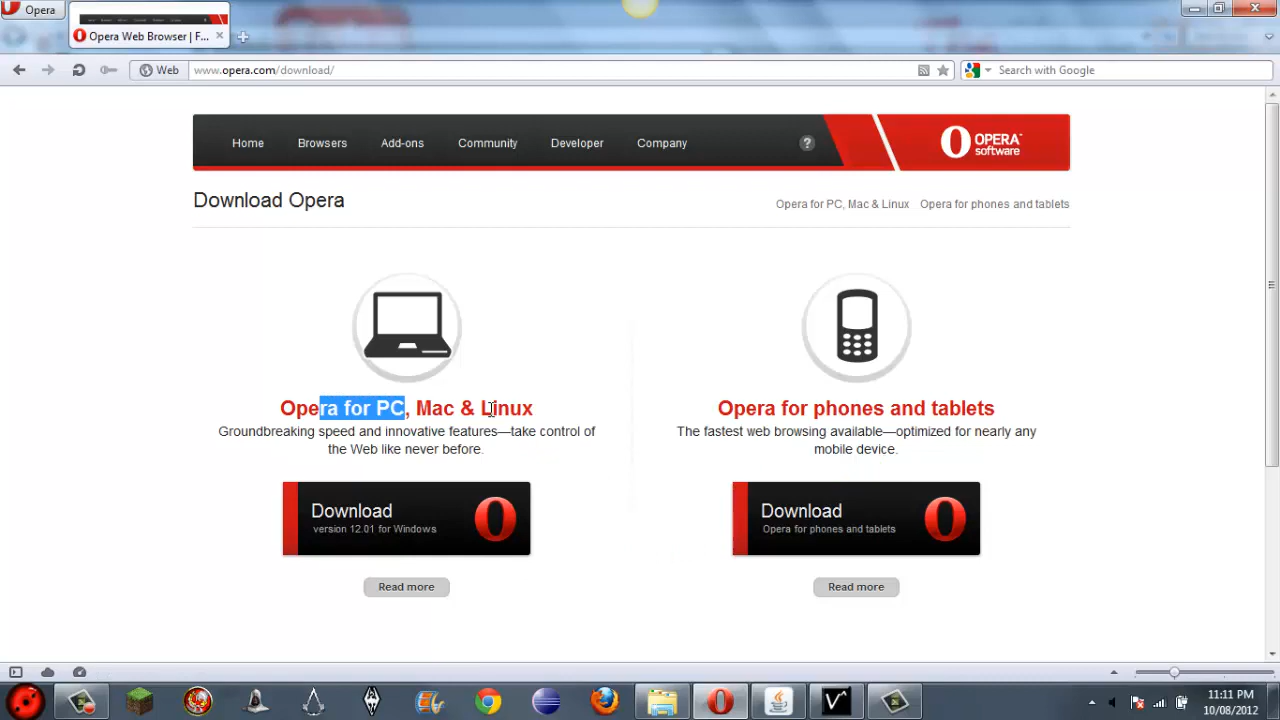 Opera
Opera Web Browser | F...
Web
www.opera.com/download/
Search with Google
Home
Browsers
Add-ons
Community
Developer
Company
?
OPERA
software
Download Opera
Opera for PC, Mac & Linux
Opera for phones and tablets
Opera for PC, Mac & Linux
Groundbreaking speed and innovative features—take control of
the Web like never before.
Download
version 12.01 for Windows
Read more
Opera for phones and tablets
The fastest web browsing available—optimized for nearly any
mobile device.
Download
Opera for phones and tablets
Read more
11:11 PM
10/08/2012